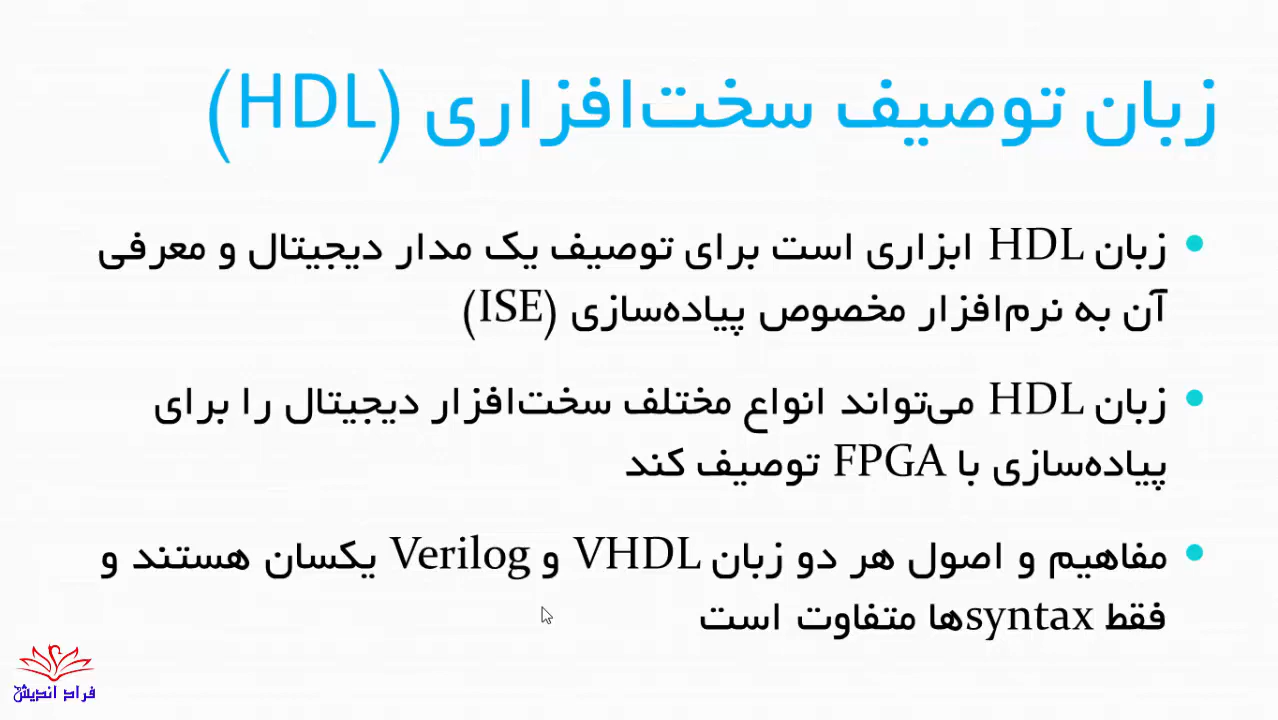 زبان توصیف سخت‌افزاری (HDL)
• زبان HDL ابزاری است برای توصیف یک مدار دیجیتال و معرفی
آن به نرم‌افزار مخصوص پیاده‌سازی (ISE)
• زبان HDL می‌تواند انواع مختلف سخت‌افزار دیجیتال را برای
پیاده‌سازی با FPGA توصیف کند
• مفاهیم و اصول هر دو زبان VHDL و Verilog یکسان هستند و
فقط syntaxها متفاوت است
فراد اندیش